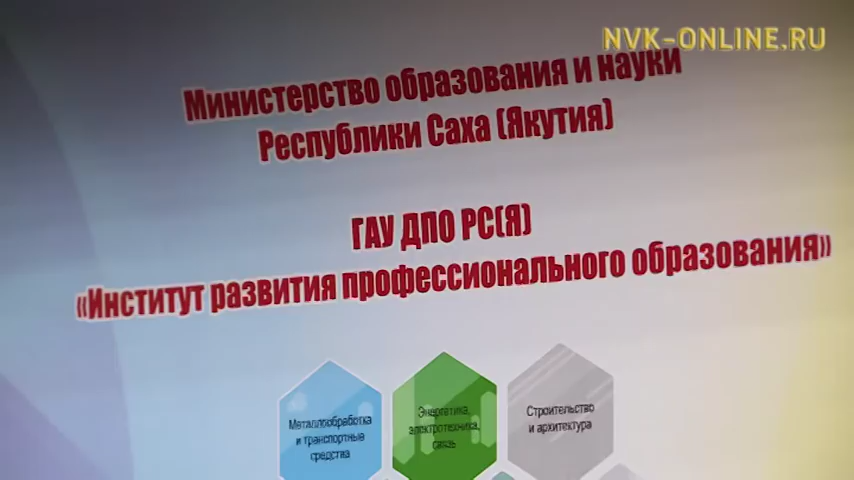 NVK-ONLINE.RU
Министерство образования и науки
Республики Саха (Якутия)
ГАУ ДПО РС(Я)
«Институт развития профессионального образования»
Металлообработка
и транспортные
средства
Энергетика,
электротехника,
связь
Строительство
и архитектура